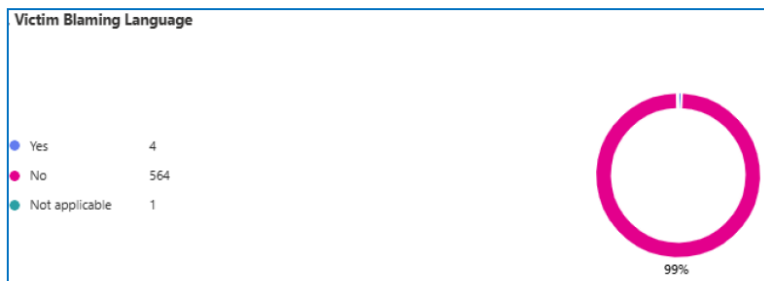 Victim Blaming Language
Yes 4
No 564
Not applicable 1
99%